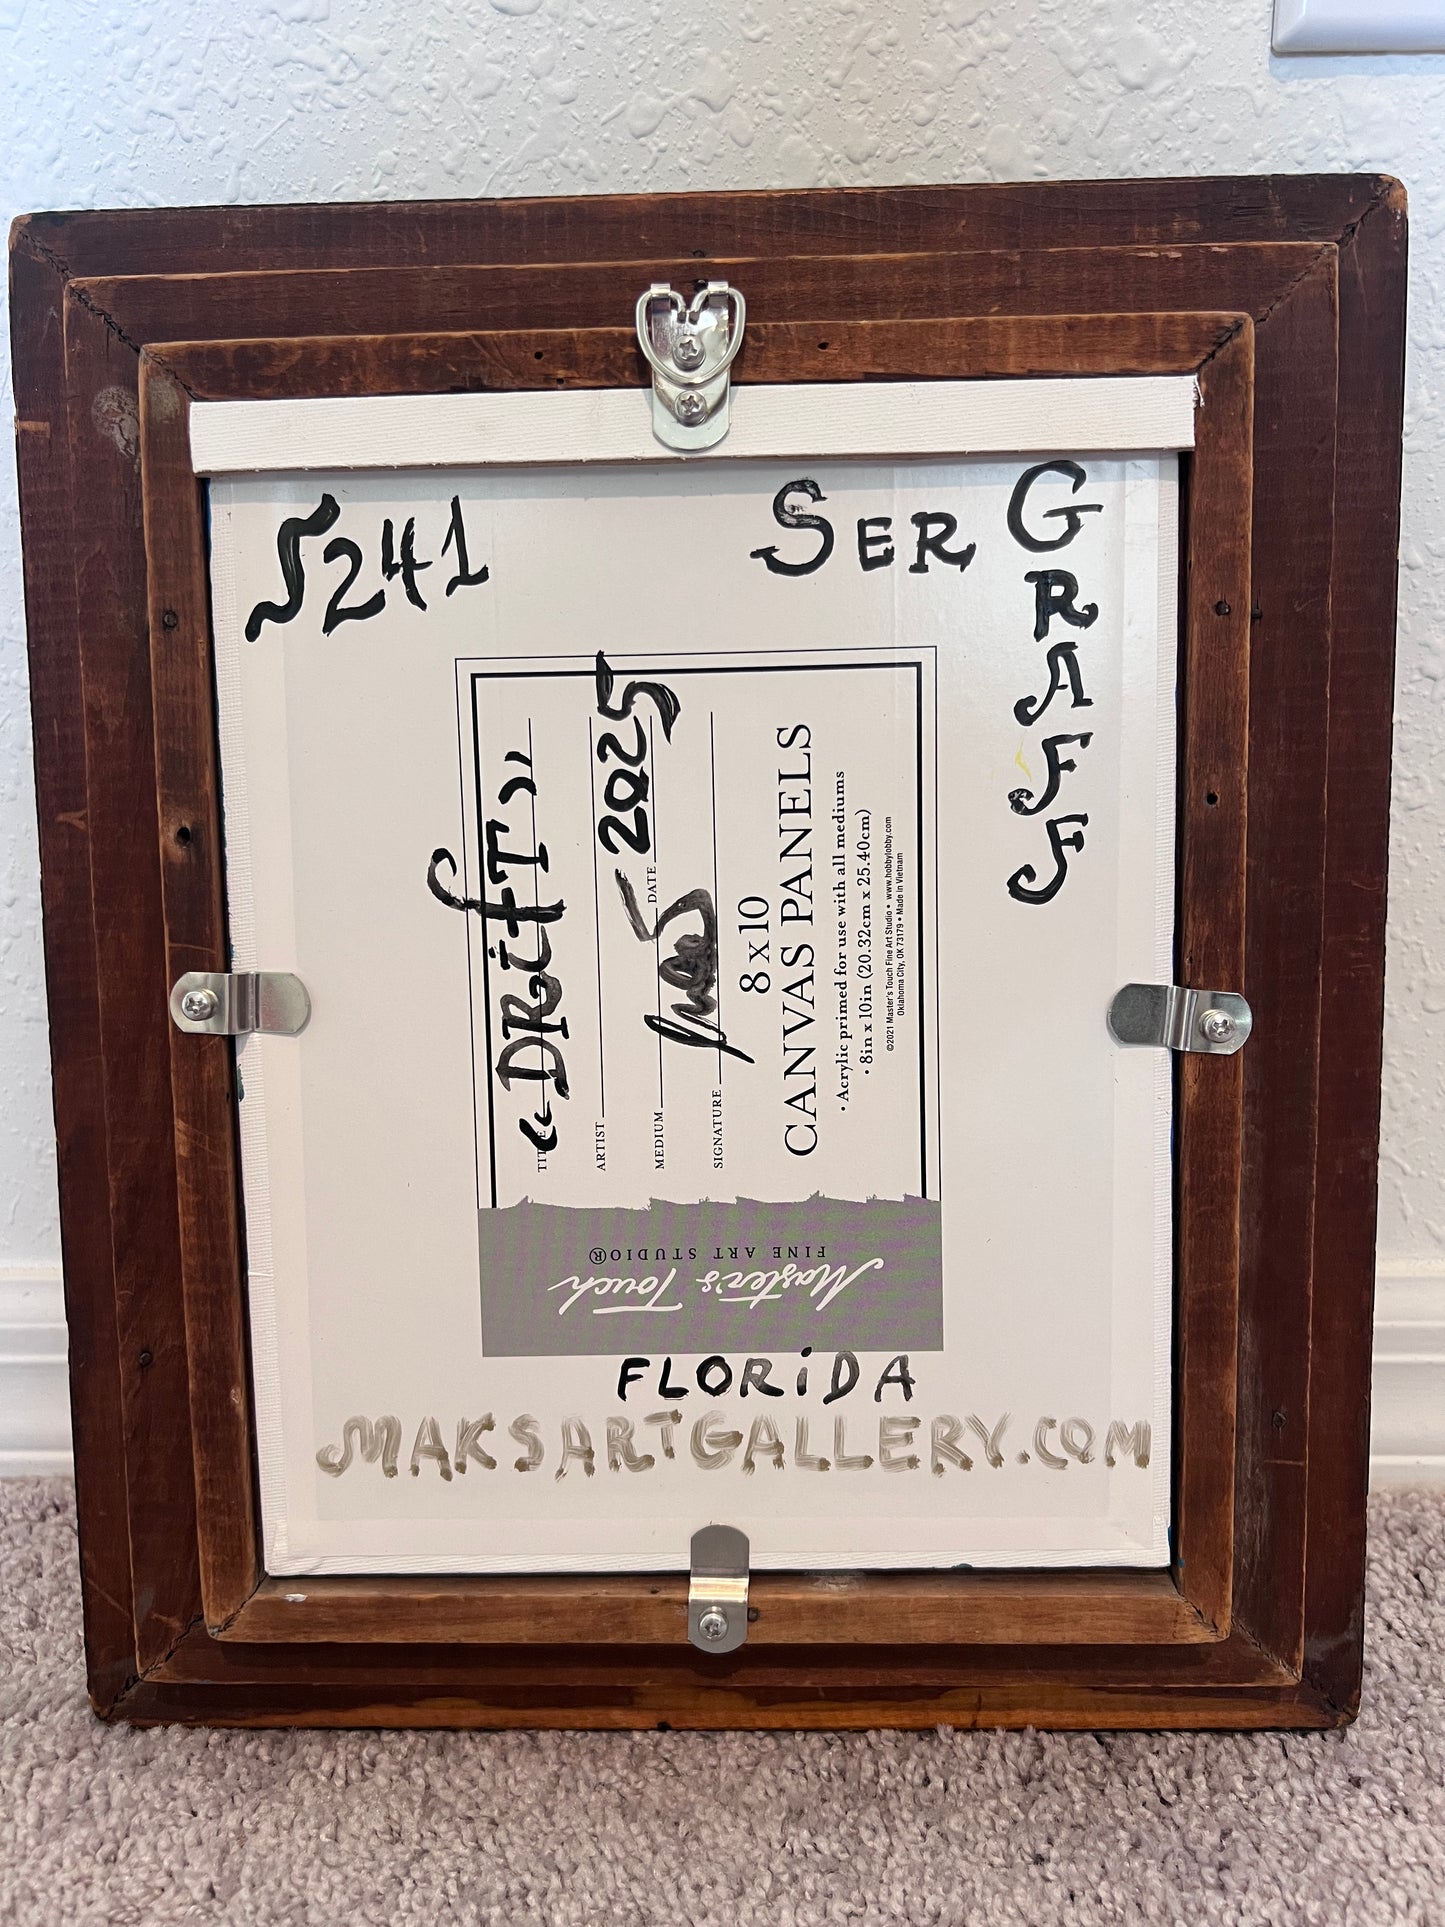 S241
SER GRAFF
"DRifT"
2025
TITLE
ARTIST
MEDIUM
DATE
SIGNATURE
8 x 10
CANVAS PANELS
• Acrylic primed for use with all mediums
• 8in x 10in (20.32cm x 25.40cm)
©2021 Master's Touch Fine Art Studio • www.hobbylobby.com
Oklahoma City, OK 73179 • Made in Vietnam
Master's Touch
FINE ART STUDIO®
FLORiDA
MAKSARTGALLERY.COM